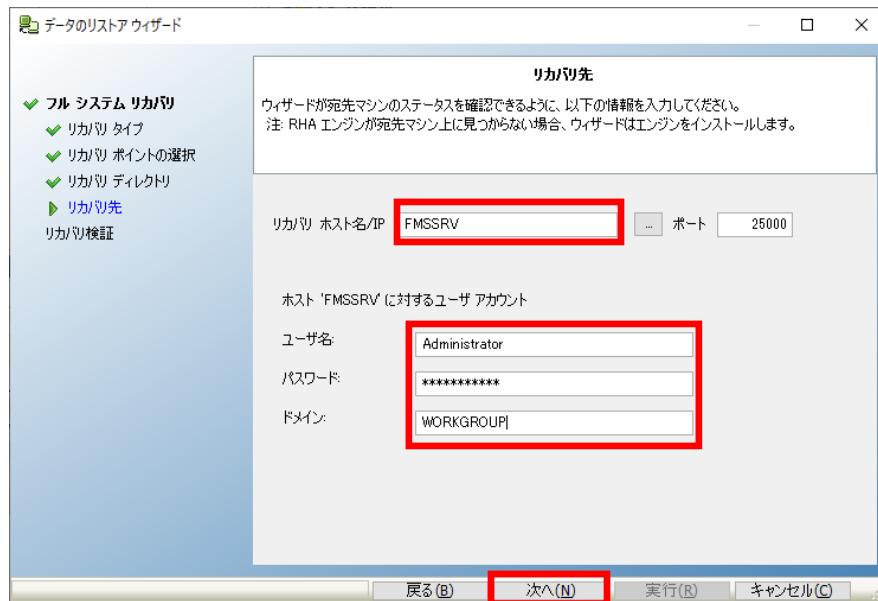 データのリストア ウィザード
フル システム リカバリ
リカバリ タイプ
リカバリ ポイントの選択
リカバリ ディレクトリ
リカバリ先
リカバリ検証
リカバリ先
ウィザードが宛先マシンのステータスを確認できるように、以下の情報を入力してください。
注: RHA エンジンが宛先マシン上に見つからない場合、ウィザードはエンジンをインストールします。
リカバリ ホスト名/IP FMSSRV ... ポート 25000
ホスト 'FMSSRV' に対するユーザ アカウント
ユーザ名: Administrator
パスワード: ***********
ドメイン: WORKGROUP
戻る(B) 次へ(N) 実行(R) キャンセル(C)